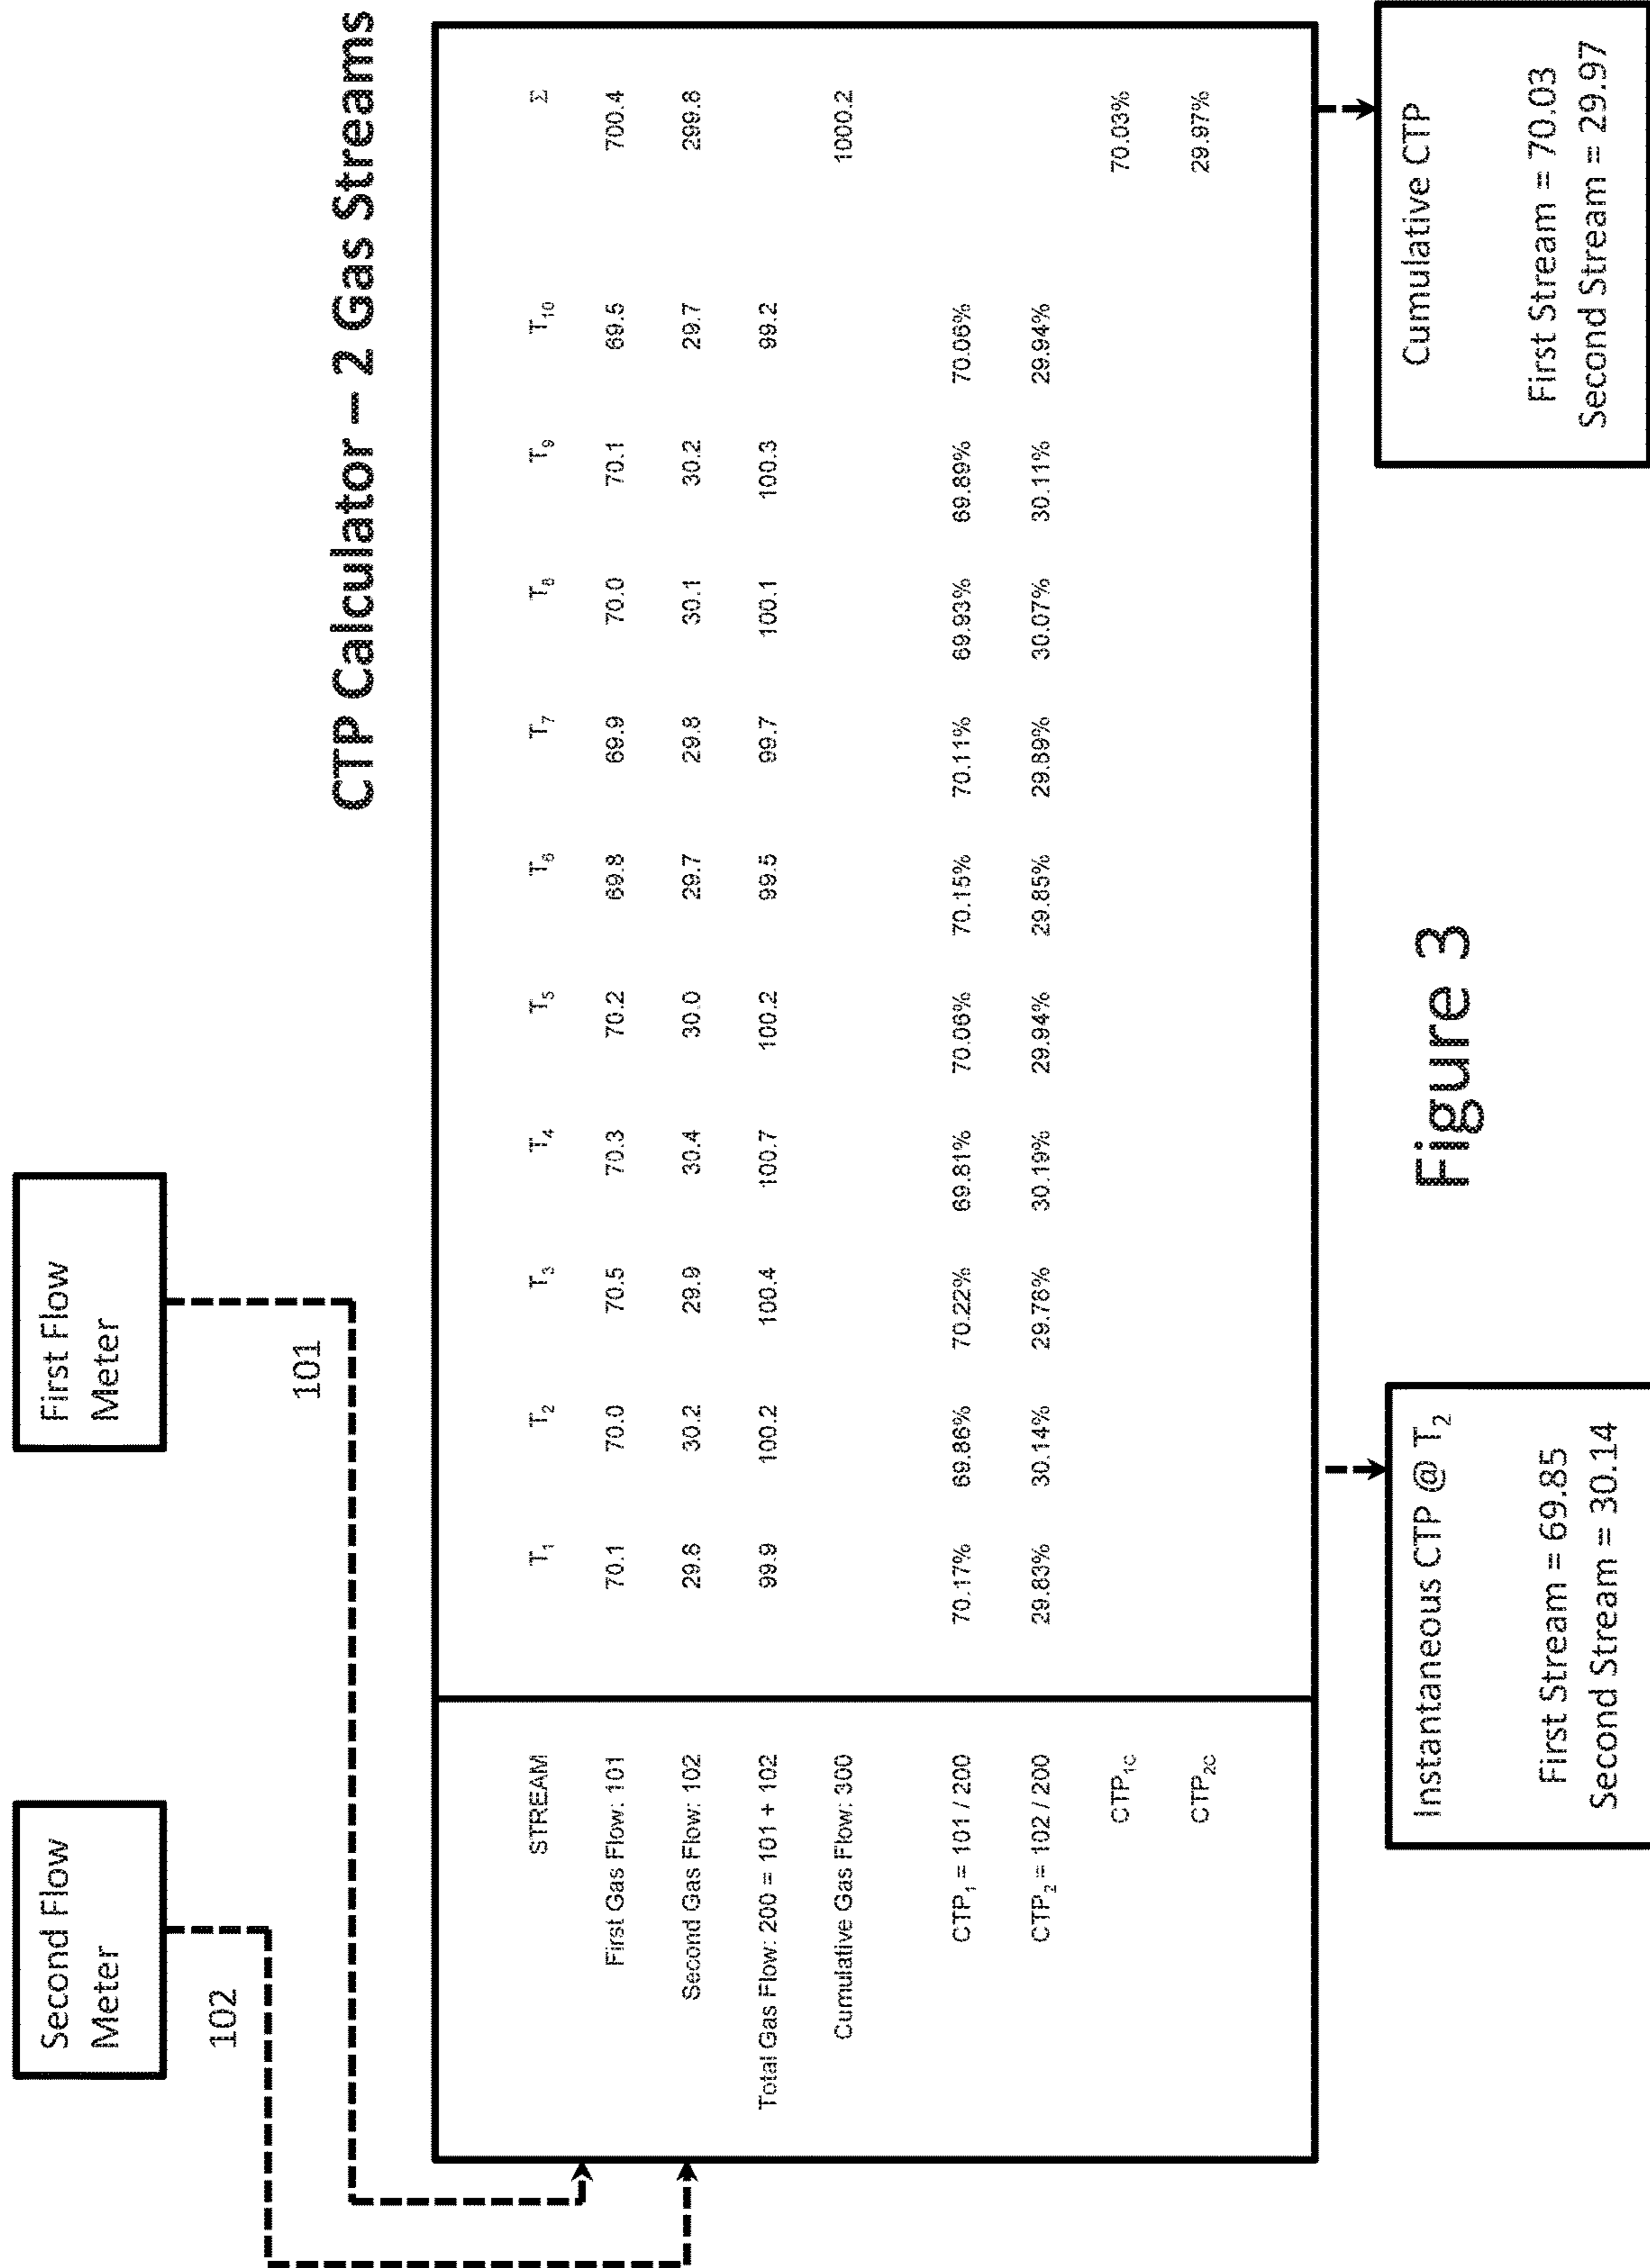 Second Flow
Meter
First Flow
Meter
102
101
CTP Calculator – 2 Gas Streams
STREAM T₁ T₂ T₃ T₄ T₅ T₆ T₇ T₈ T₉ T₁₀ Σ
First Gas Flow: 101 70.1 70.0 70.5 70.3 70.2 69.8 69.9 70.0 70.1 69.5 700.4
Second Gas Flow: 102 29.8 30.2 29.9 30.4 30.0 29.7 29.8 30.1 30.2 29.7 299.8
Total Gas Flow: 200 = 101 + 102 99.9 100.2 100.4 100.7 100.2 99.5 99.7 100.1 100.3 99.2
Cumulative Gas Flow: 300 1000.2
CTP₁ = 101 / 200 70.17% 69.86% 70.22% 69.81% 70.06% 70.15% 70.11% 69.93% 69.89% 70.06%
CTP₂ = 102 / 200 29.83% 30.14% 29.78% 30.19% 29.94% 29.85% 29.89% 30.07% 30.11% 29.94%
CTP₁C 70.03%
CTP₂C 29.97%
Instantaneous CTP @ T₂
First Stream = 69.85
Second Stream = 30.14
Cumulative CTP
First Stream = 70.03
Second Stream = 29.97
Figure 3